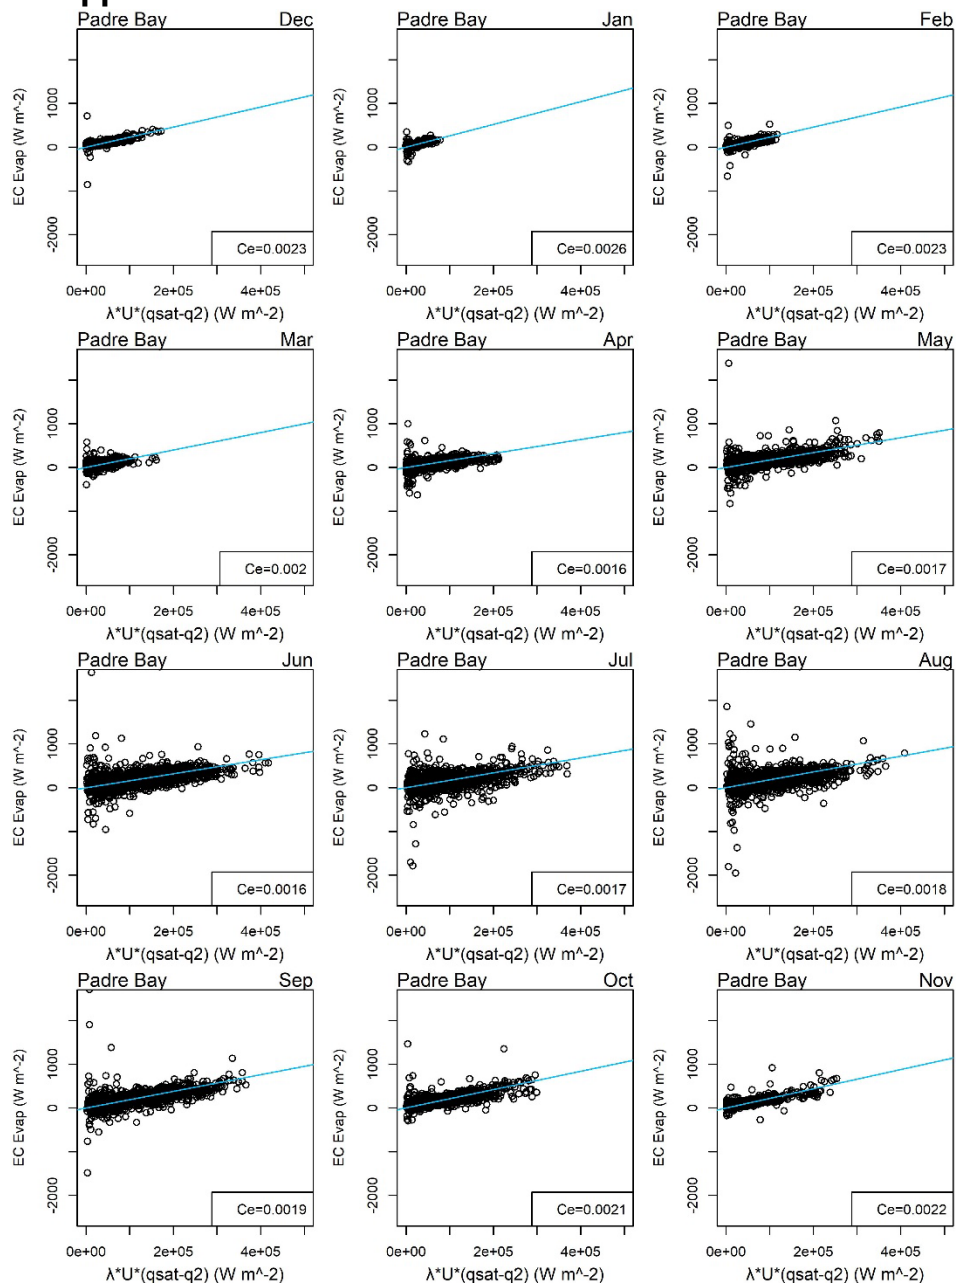 Padre Bay Dec
EC Evap (W m^-2)
1000
0
-2000
Ce=0.0023
0e+00 2e+05 4e+05
λ*U*(qsat-q2) (W m^-2)
Padre Bay Jan
EC Evap (W m^-2)
1000
0
-2000
Ce=0.0026
0e+00 2e+05 4e+05
λ*U*(qsat-q2) (W m^-2)
Padre Bay Feb
EC Evap (W m^-2)
1000
0
-2000
Ce=0.0023
0e+00 2e+05 4e+05
λ*U*(qsat-q2) (W m^-2)
Padre Bay Mar
EC Evap (W m^-2)
1000
0
-2000
Ce=0.002
0e+00 2e+05 4e+05
λ*U*(qsat-q2) (W m^-2)
Padre Bay Apr
EC Evap (W m^-2)
1000
0
-2000
Ce=0.0016
0e+00 2e+05 4e+05
λ*U*(qsat-q2) (W m^-2)
Padre Bay May
EC Evap (W m^-2)
1000
0
-2000
Ce=0.0017
0e+00 2e+05 4e+05
λ*U*(qsat-q2) (W m^-2)
Padre Bay Jun
EC Evap (W m^-2)
1000
0
-2000
Ce=0.0016
0e+00 2e+05 4e+05
λ*U*(qsat-q2) (W m^-2)
Padre Bay Jul
EC Evap (W m^-2)
1000
0
-2000
Ce=0.0017
0e+00 2e+05 4e+05
λ*U*(qsat-q2) (W m^-2)
Padre Bay Aug
EC Evap (W m^-2)
1000
0
-2000
Ce=0.0018
0e+00 2e+05 4e+05
λ*U*(qsat-q2) (W m^-2)
Padre Bay Sep
EC Evap (W m^-2)
1000
0
-2000
Ce=0.0019
0e+00 2e+05 4e+05
λ*U*(qsat-q2) (W m^-2)
Padre Bay Oct
EC Evap (W m^-2)
1000
0
-2000
Ce=0.0021
0e+00 2e+05 4e+05
λ*U*(qsat-q2) (W m^-2)
Padre Bay Nov
EC Evap (W m^-2)
1000
0
-2000
Ce=0.0022
0e+00 2e+05 4e+05
λ*U*(qsat-q2) (W m^-2)